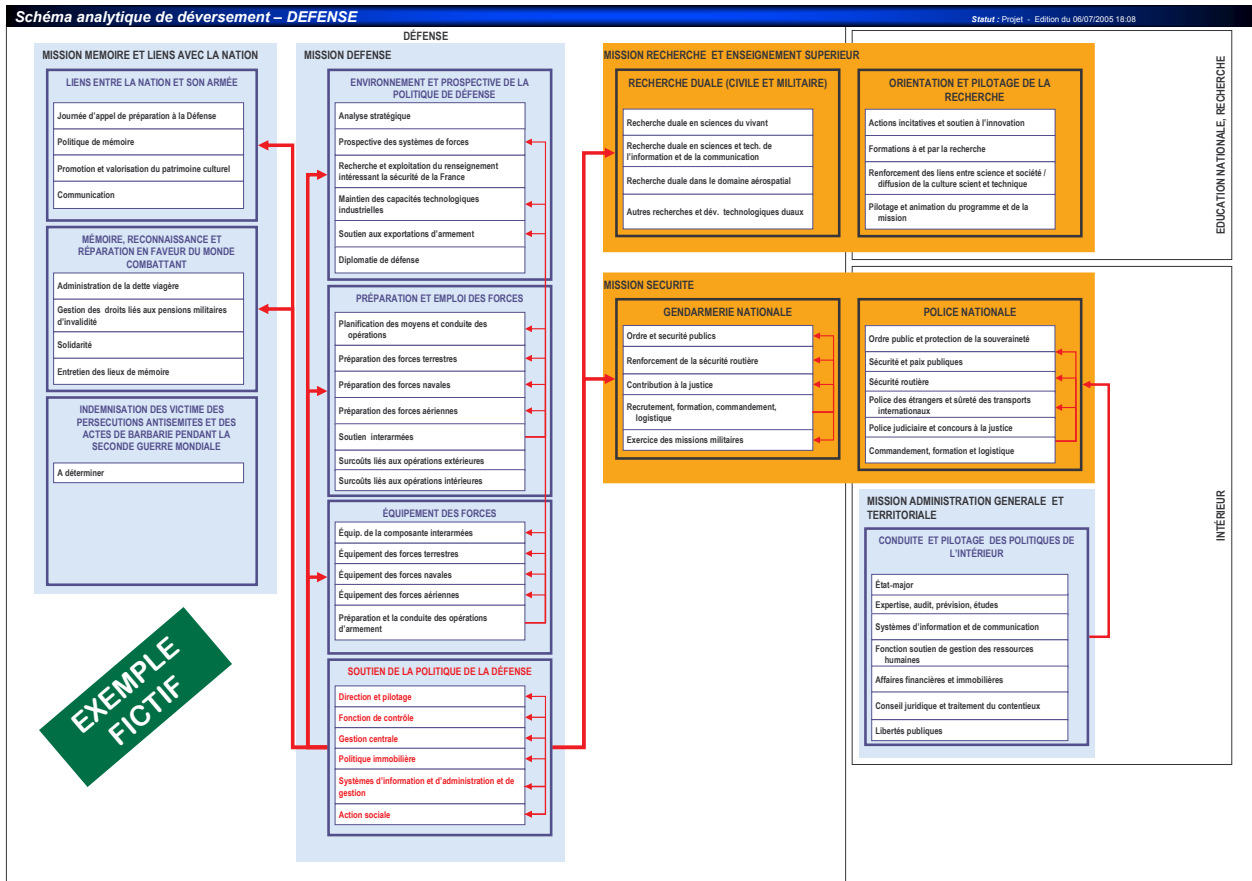 Schéma analytique de déversement – DEFENSE
Statut : Projet - Edition du 06/07/2005 18:08
DÉFENSE
MISSION MEMOIRE ET LIENS AVEC LA NATION
LIENS ENTRE LA NATION ET SON ARMÉE
Journée d'appel de préparation à la Défense
Politique de mémoire
Promotion et valorisation du patrimoine culturel
Communication
MÉMOIRE, RECONNAISSANCE ET
RÉPARATION EN FAVEUR DU MONDE
COMBATTANT
Administration de la dette viagère
Gestion des droits liés aux pensions militaires
d'invalidité
Solidarité
Entretien des lieux de mémoire
INDEMNISATION DES VICTIME DES
PERSECUTIONS ANTISEMITES ET DES
ACTES DE BARBARIE PENDANT LA
SECONDE GUERRE MONDIALE
A déterminer
EXEMPLE
FICTIF
MISSION DEFENSE
ENVIRONNEMENT ET PROSPECTIVE DE LA
POLITIQUE DE DÉFENSE
Analyse stratégique
Prospective des systèmes de forces
Recherche et exploitation du renseignement
intéressant la sécurité de la France
Maintien des capacités technologiques
industrielles
Soutien aux exportations d'armement
Diplomatie de défense
PRÉPARATION ET EMPLOI DES FORCES
Planification des moyens et conduite des
opérations
Préparation des forces terrestres
Préparation des forces navales
Préparation des forces aériennes
Soutien interarmées
Surcoûts liés aux opérations extérieures
Surcoûts liés aux opérations intérieures
ÉQUIPEMENT DES FORCES
Équip. de la composante interarmées
Équipement des forces terrestres
Équipement des forces navales
Équipement des forces aériennes
Préparation et la conduite des opérations
d'armement
SOUTIEN DE LA POLITIQUE DE LA DÉFENSE
Direction et pilotage
Fonction de contrôle
Gestion centrale
Politique immobilière
Systèmes d'information et d'administration et de
gestion
Action sociale
MISSION RECHERCHE ET ENSEIGNEMENT SUPERIEUR
RECHERCHE DUALE (CIVILE ET MILITAIRE)
Recherche duale en sciences du vivant
Recherche duale en sciences et tech. de
l'information et de la communication
Recherche duale dans le domaine aérospatial
Autres recherches et dév. technologiques duaux
ORIENTATION ET PILOTAGE DE LA
RECHERCHE
Actions incitatives et soutien à l'innovation
Formations à et par la recherche
Renforcement des liens entre science et société /
diffusion de la culture scient et technique
Pilotage et animation du programme et de la
mission
EDUCATION NATIONALE, RECHERCHE
MISSION SECURITE
GENDARMERIE NATIONALE
Ordre et securité publics
Renforcement de la sécurité routière
Contribution à la justice
Recrutement, formation, commandement,
logistique
Exercice des missions militaires
POLICE NATIONALE
Ordre public et protection de la souveraineté
Sécurité et paix publiques
Sécurité routière
Police des étrangers et sûreté des transports
internationaux
Police judiciaire et concours à la justice
Commandement, formation et logistique
MISSION ADMINISTRATION GENERALE ET
TERRITORIALE
CONDUITE ET PILOTAGE DES POLITIQUES DE
L'INTÉRIEUR
État-major
Expertise, audit, prévision, études
Systèmes d'information et de communication
Fonction soutien de gestion des ressources
humaines
Affaires financières et immobilières
Conseil juridique et traitement du contentieux
Libertés publiques
INTÉRIEUR